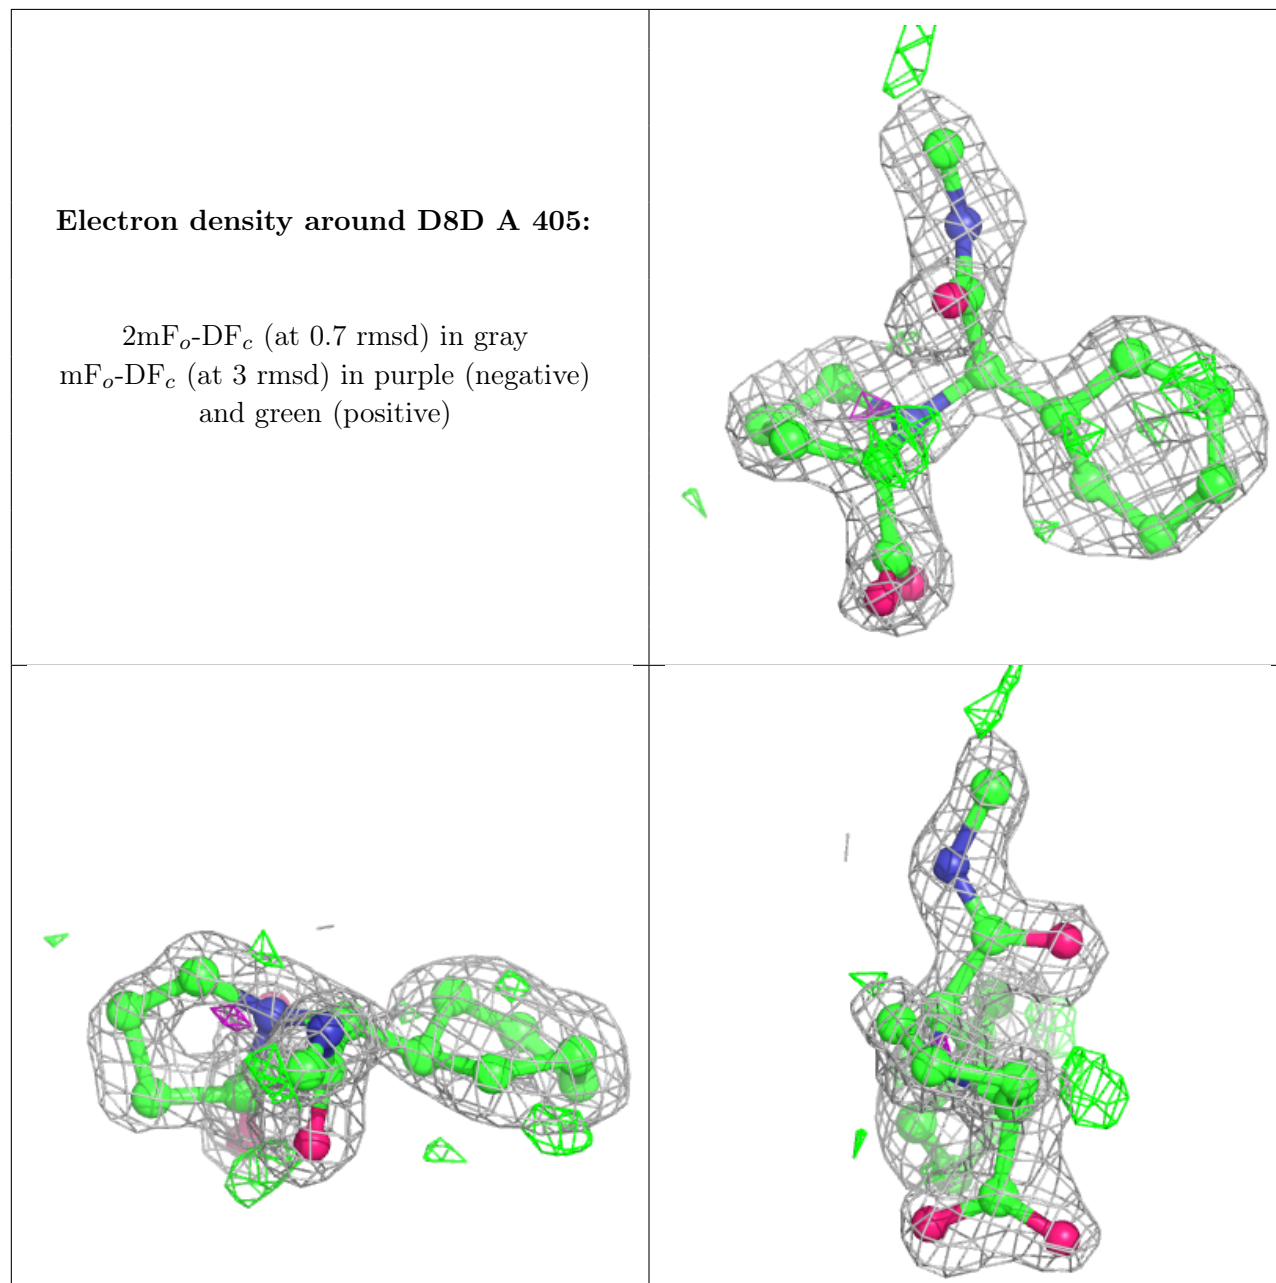 Electron density around D8D A 405:
2mFₒ-DF𝒸 (at 0.7 rmsd) in gray
mFₒ-DF𝒸 (at 3 rmsd) in purple (negative)
and green (positive)